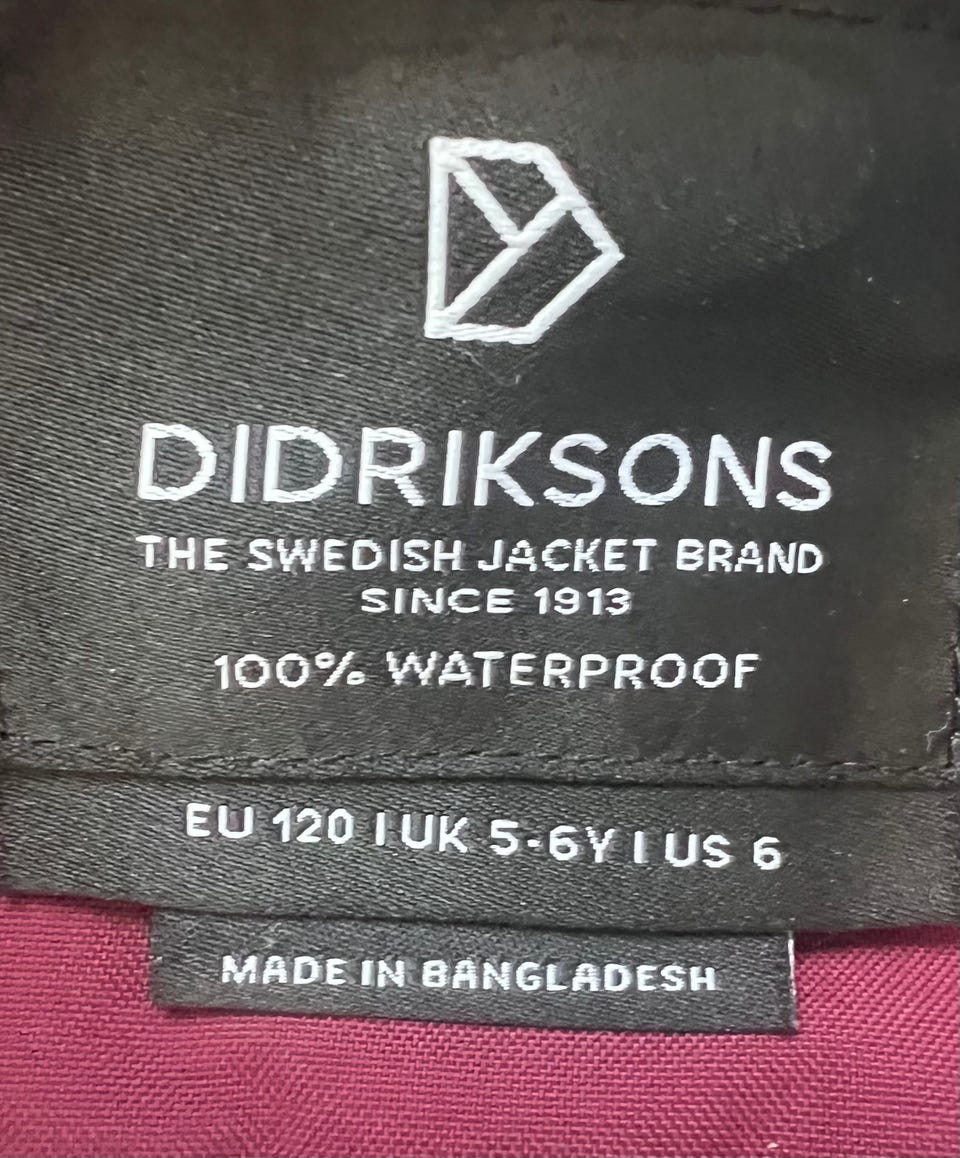 DIDRIKSONS
THE SWEDISH JACKET BRAND
SINCE 1913
100% WATERPROOF
EU 120 | UK 5-6Y | US 6
MADE IN BANGLADESH